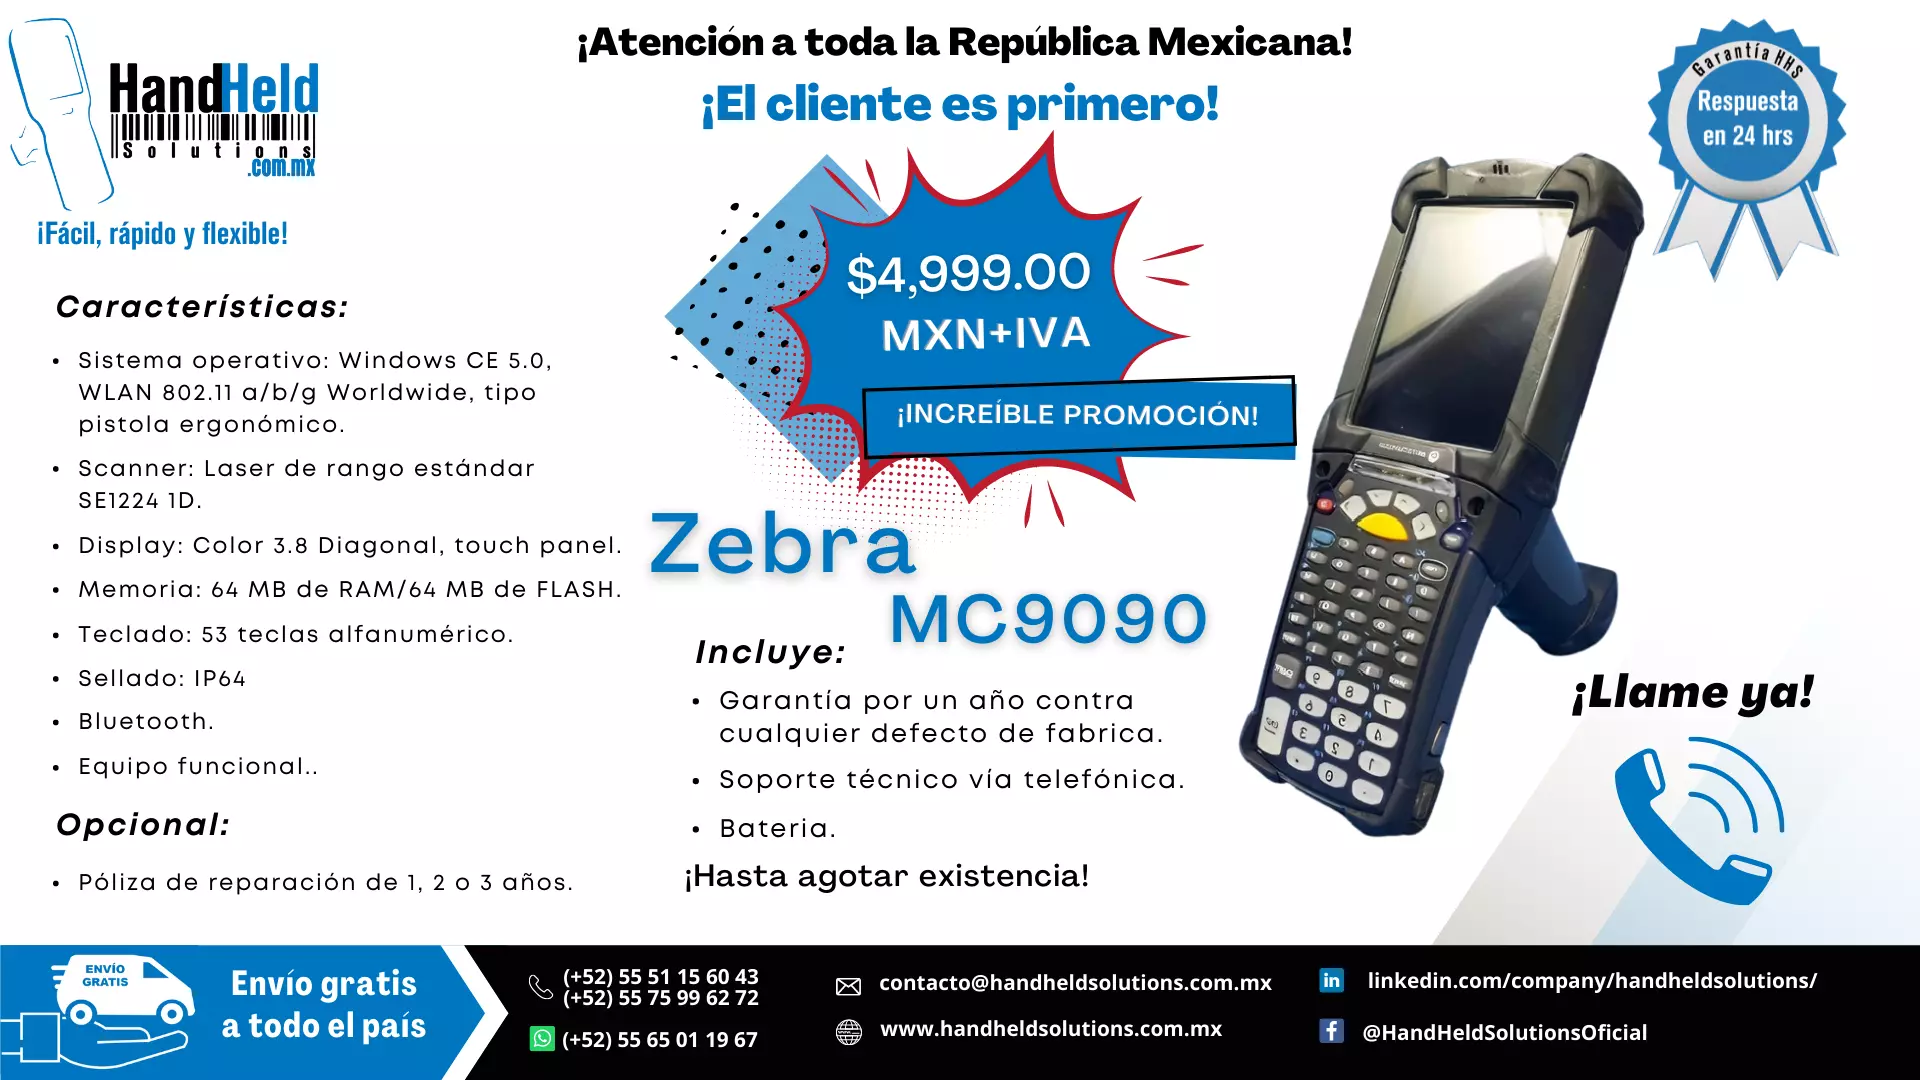 ¡Atención a toda la República Mexicana!
¡El cliente es primero!
HandHeld
Solutions
.com.mx
¡Fácil, rápido y flexible!
Garantía HHS
Respuesta
en 24 hrs
$4,999.00
MXN+IVA
¡INCREÍBLE PROMOCIÓN!
Características:
• Sistema operativo: Windows CE 5.0,
WLAN 802.11 a/b/g Worldwide, tipo
pistola ergonómico.
• Scanner: Laser de rango estándar
SE1224 1D.
• Display: Color 3.8 Diagonal, touch panel.
• Memoria: 64 MB de RAM/64 MB de FLASH.
• Teclado: 53 teclas alfanumérico.
• Sellado: IP64
• Bluetooth.
• Equipo funcional..
Opcional:
• Póliza de reparación de 1, 2 o 3 años.
Zebra
MC9090
Incluye:
• Garantía por un año contra
cualquier defecto de fabrica.
• Soporte técnico vía telefónica.
• Bateria.
¡Hasta agotar existencia!
¡Llame ya!
ENVÍO
GRATIS
Envío gratis
a todo el país
(+52) 55 51 15 60 43
(+52) 55 75 99 62 72
(+52) 55 65 01 19 67
contacto@handheldsolutions.com.mx
www.handheldsolutions.com.mx
linkedin.com/company/handheldsolutions/
@HandHeldSolutionsOficial